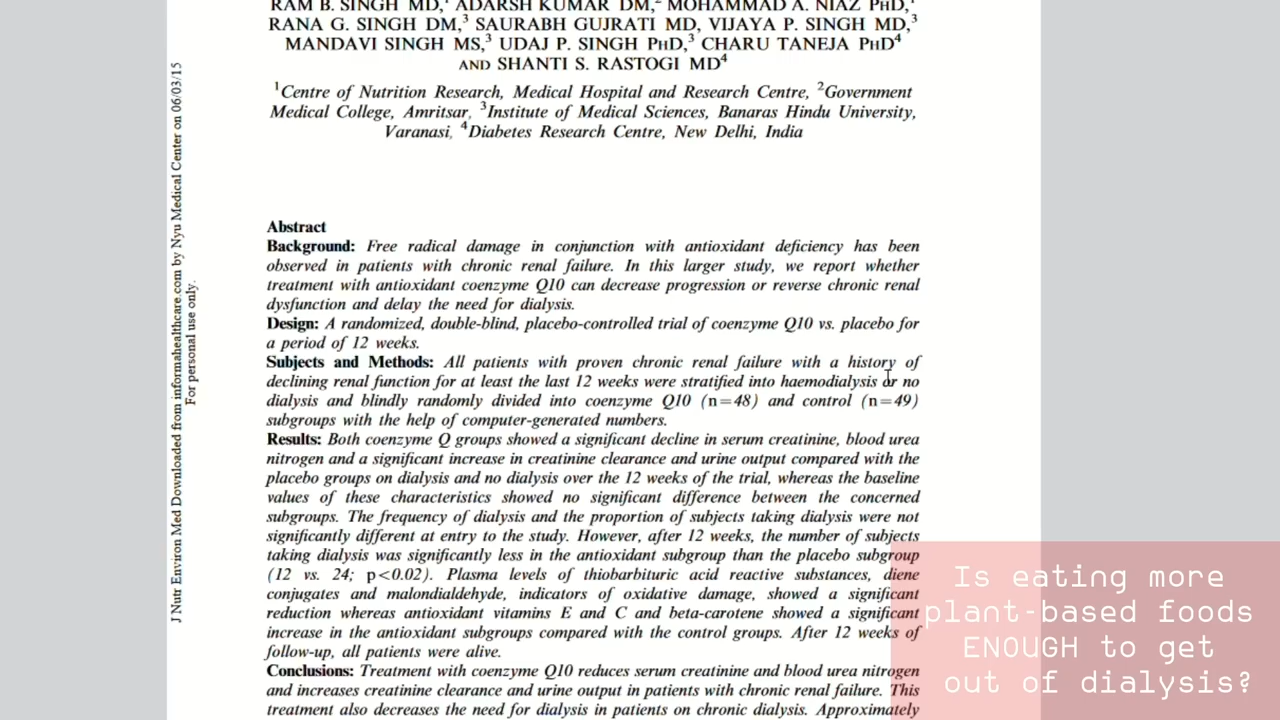 RAM B. SINGH MD,1 ADARSH KUMAR DM,2 MOHAMMAD A. NIAZ PHD,1
RANA G. SINGH DM,3 SAURABH GUJRATI MD, VIJAYA P. SINGH MD,3
MANDAVI SINGH MS,3 UDAJ P. SINGH PHD,3 CHARU TANEJA PHD4
AND SHANTI S. RASTOGI MD4
1Centre of Nutrition Research, Medical Hospital and Research Centre, 2Government
Medical College, Amritsar, 3Institute of Medical Sciences, Banaras Hindu University,
Varanasi, 4Diabetes Research Centre, New Delhi, India
J Nutr Environ Med Downloaded from informahealthcare.com by Nyu Medical Center on 06/03/15
For personal use only.
Abstract
Background: Free radical damage in conjunction with antioxidant deficiency has been
observed in patients with chronic renal failure. In this larger study, we report whether
treatment with antioxidant coenzyme Q10 can decrease progression or reverse chronic renal
dysfunction and delay the need for dialysis.
Design: A randomized, double-blind, placebo-controlled trial of coenzyme Q10 vs. placebo for
a period of 12 weeks.
Subjects and Methods: All patients with proven chronic renal failure with a history of
declining renal function for at least the last 12 weeks were stratified into haemodialysis or no
dialysis and blindly randomly divided into coenzyme Q10 (n=48) and control (n=49)
subgroups with the help of computer-generated numbers.
Results: Both coenzyme Q groups showed a significant decline in serum creatinine, blood urea
nitrogen and a significant increase in creatinine clearance and urine output compared with the
placebo groups on dialysis and no dialysis over the 12 weeks of the trial, whereas the baseline
values of these characteristics showed no significant difference between the concerned
subgroups. The frequency of dialysis and the proportion of subjects taking dialysis were not
significantly different at entry to the study. However, after 12 weeks, the number of subjects
taking dialysis was significantly less in the antioxidant subgroup than the placebo subgroup
(12 vs. 24; p<0.02). Plasma levels of thiobarbituric acid reactive substances, diene
conjugates and malondialdehyde, indicators of oxidative damage, showed a significant
reduction whereas antioxidant vitamins E and C and beta-carotene showed a significant
increase in the antioxidant subgroups compared with the control groups. After 12 weeks of
follow-up, all patients were alive.
Conclusions: Treatment with coenzyme Q10 reduces serum creatinine and blood urea nitrogen
and increases creatinine clearance and urine output in patients with chronic renal failure. This
treatment also decreases the need for dialysis in patients on chronic dialysis. Approximately
Is eating more
plant-based foods
ENOUGH to get
out of dialysis?